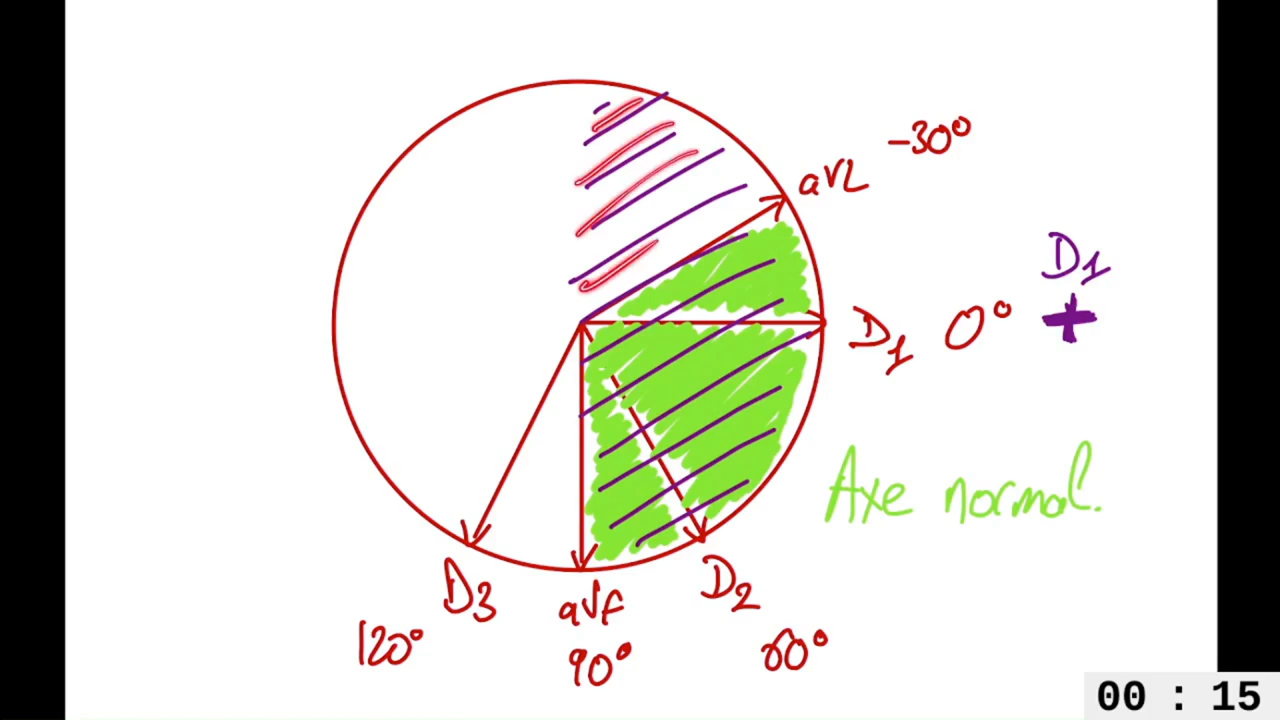 aVL -30°
D1
D1 0° +
Axe normal.
D3
aVf
D2
120°
90°
60°
00 : 15